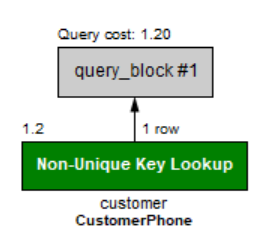 Query cost: 1.20
query_block #1
1.2
1 row
Non-Unique Key Lookup
customer
CustomerPhone